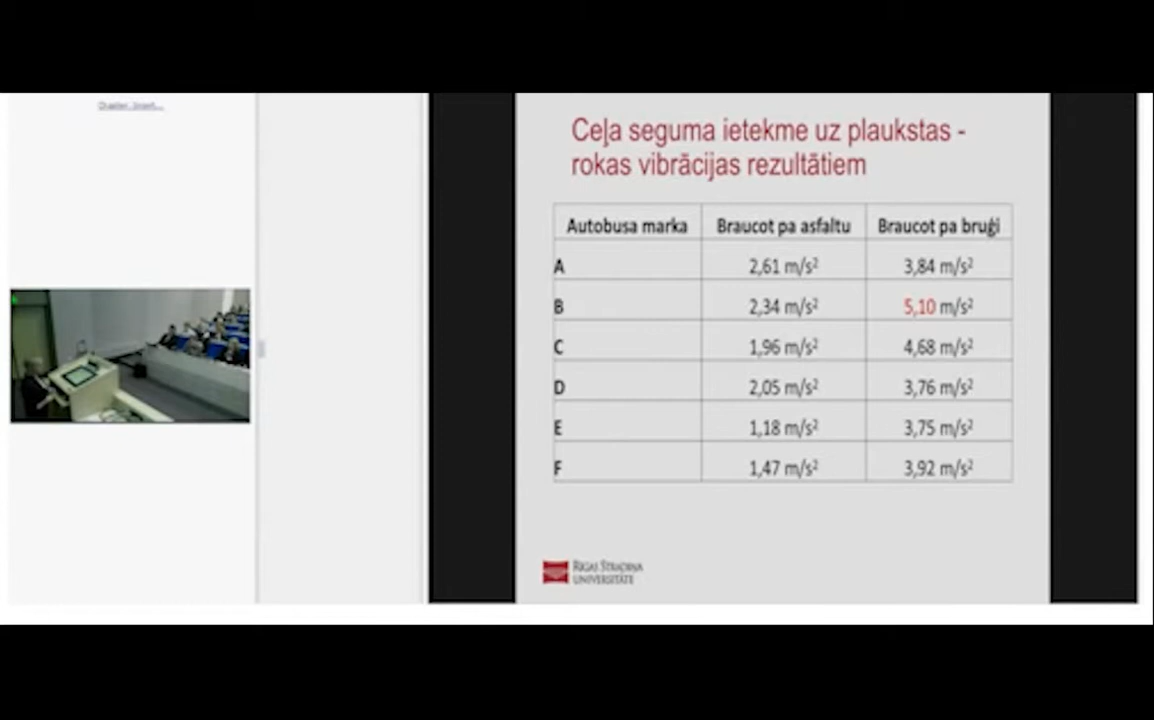 Ceļa seguma ietekme uz plaukstas -
rokas vibrācijas rezultātiem
Autobusa marka Braucot pa asfaltu Braucot pa bruģi
A 2,61 m/s² 3,84 m/s²
B 2,34 m/s² 5,10 m/s²
C 1,96 m/s² 4,68 m/s²
D 2,05 m/s² 3,76 m/s²
E 1,18 m/s² 3,75 m/s²
F 1,47 m/s² 3,92 m/s²
RĪGAS STRADIŅA
UNIVERSITĀTE